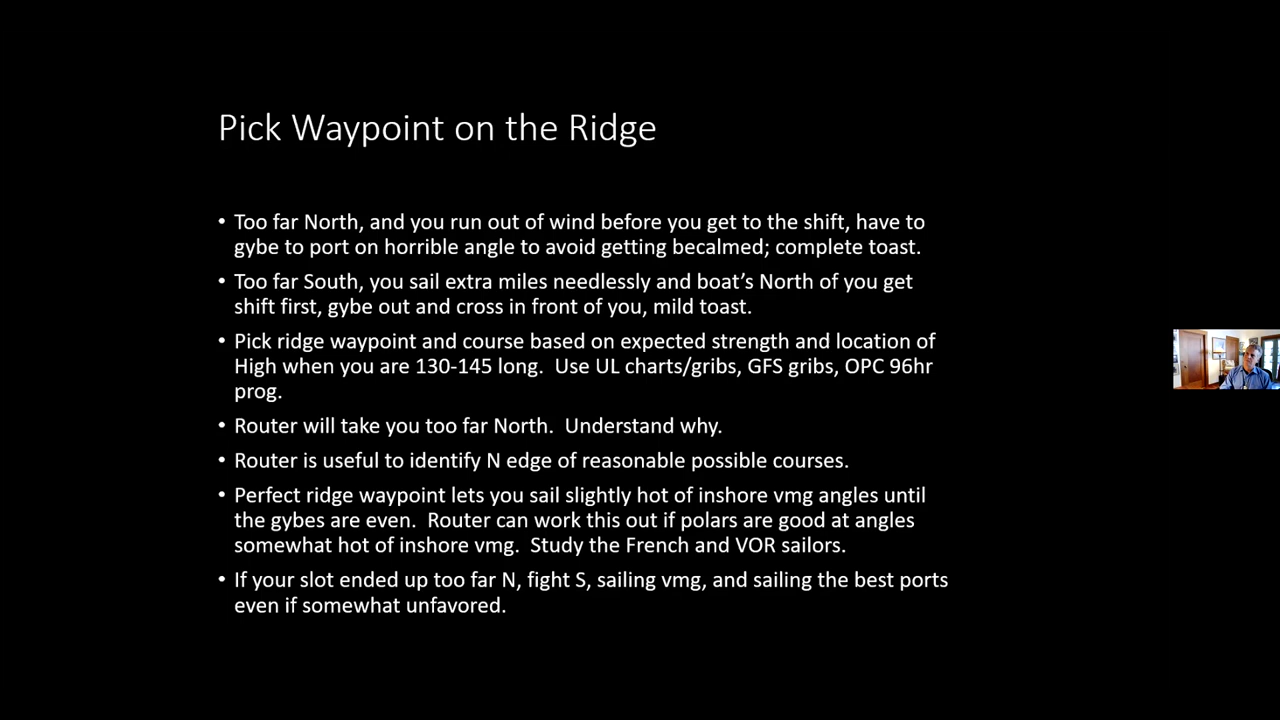 Pick Waypoint on the Ridge
• Too far North, and you run out of wind before you get to the shift, have to
gybe to port on horrible angle to avoid getting becalmed; complete toast.
• Too far South, you sail extra miles needlessly and boat's North of you get
shift first, gybe out and cross in front of you, mild toast.
• Pick ridge waypoint and course based on expected strength and location of
High when you are 130-145 long.  Use UL charts/gribs, GFS gribs, OPC 96hr
prog.
• Router will take you too far North.  Understand why.
• Router is useful to identify N edge of reasonable possible courses.
• Perfect ridge waypoint lets you sail slightly hot of inshore vmg angles until
the gybes are even.  Router can work this out if polars are good at angles
somewhat hot of inshore vmg.  Study the French and VOR sailors.
• If your slot ended up too far N, fight S, sailing vmg, and sailing the best ports
even if somewhat unfavored.